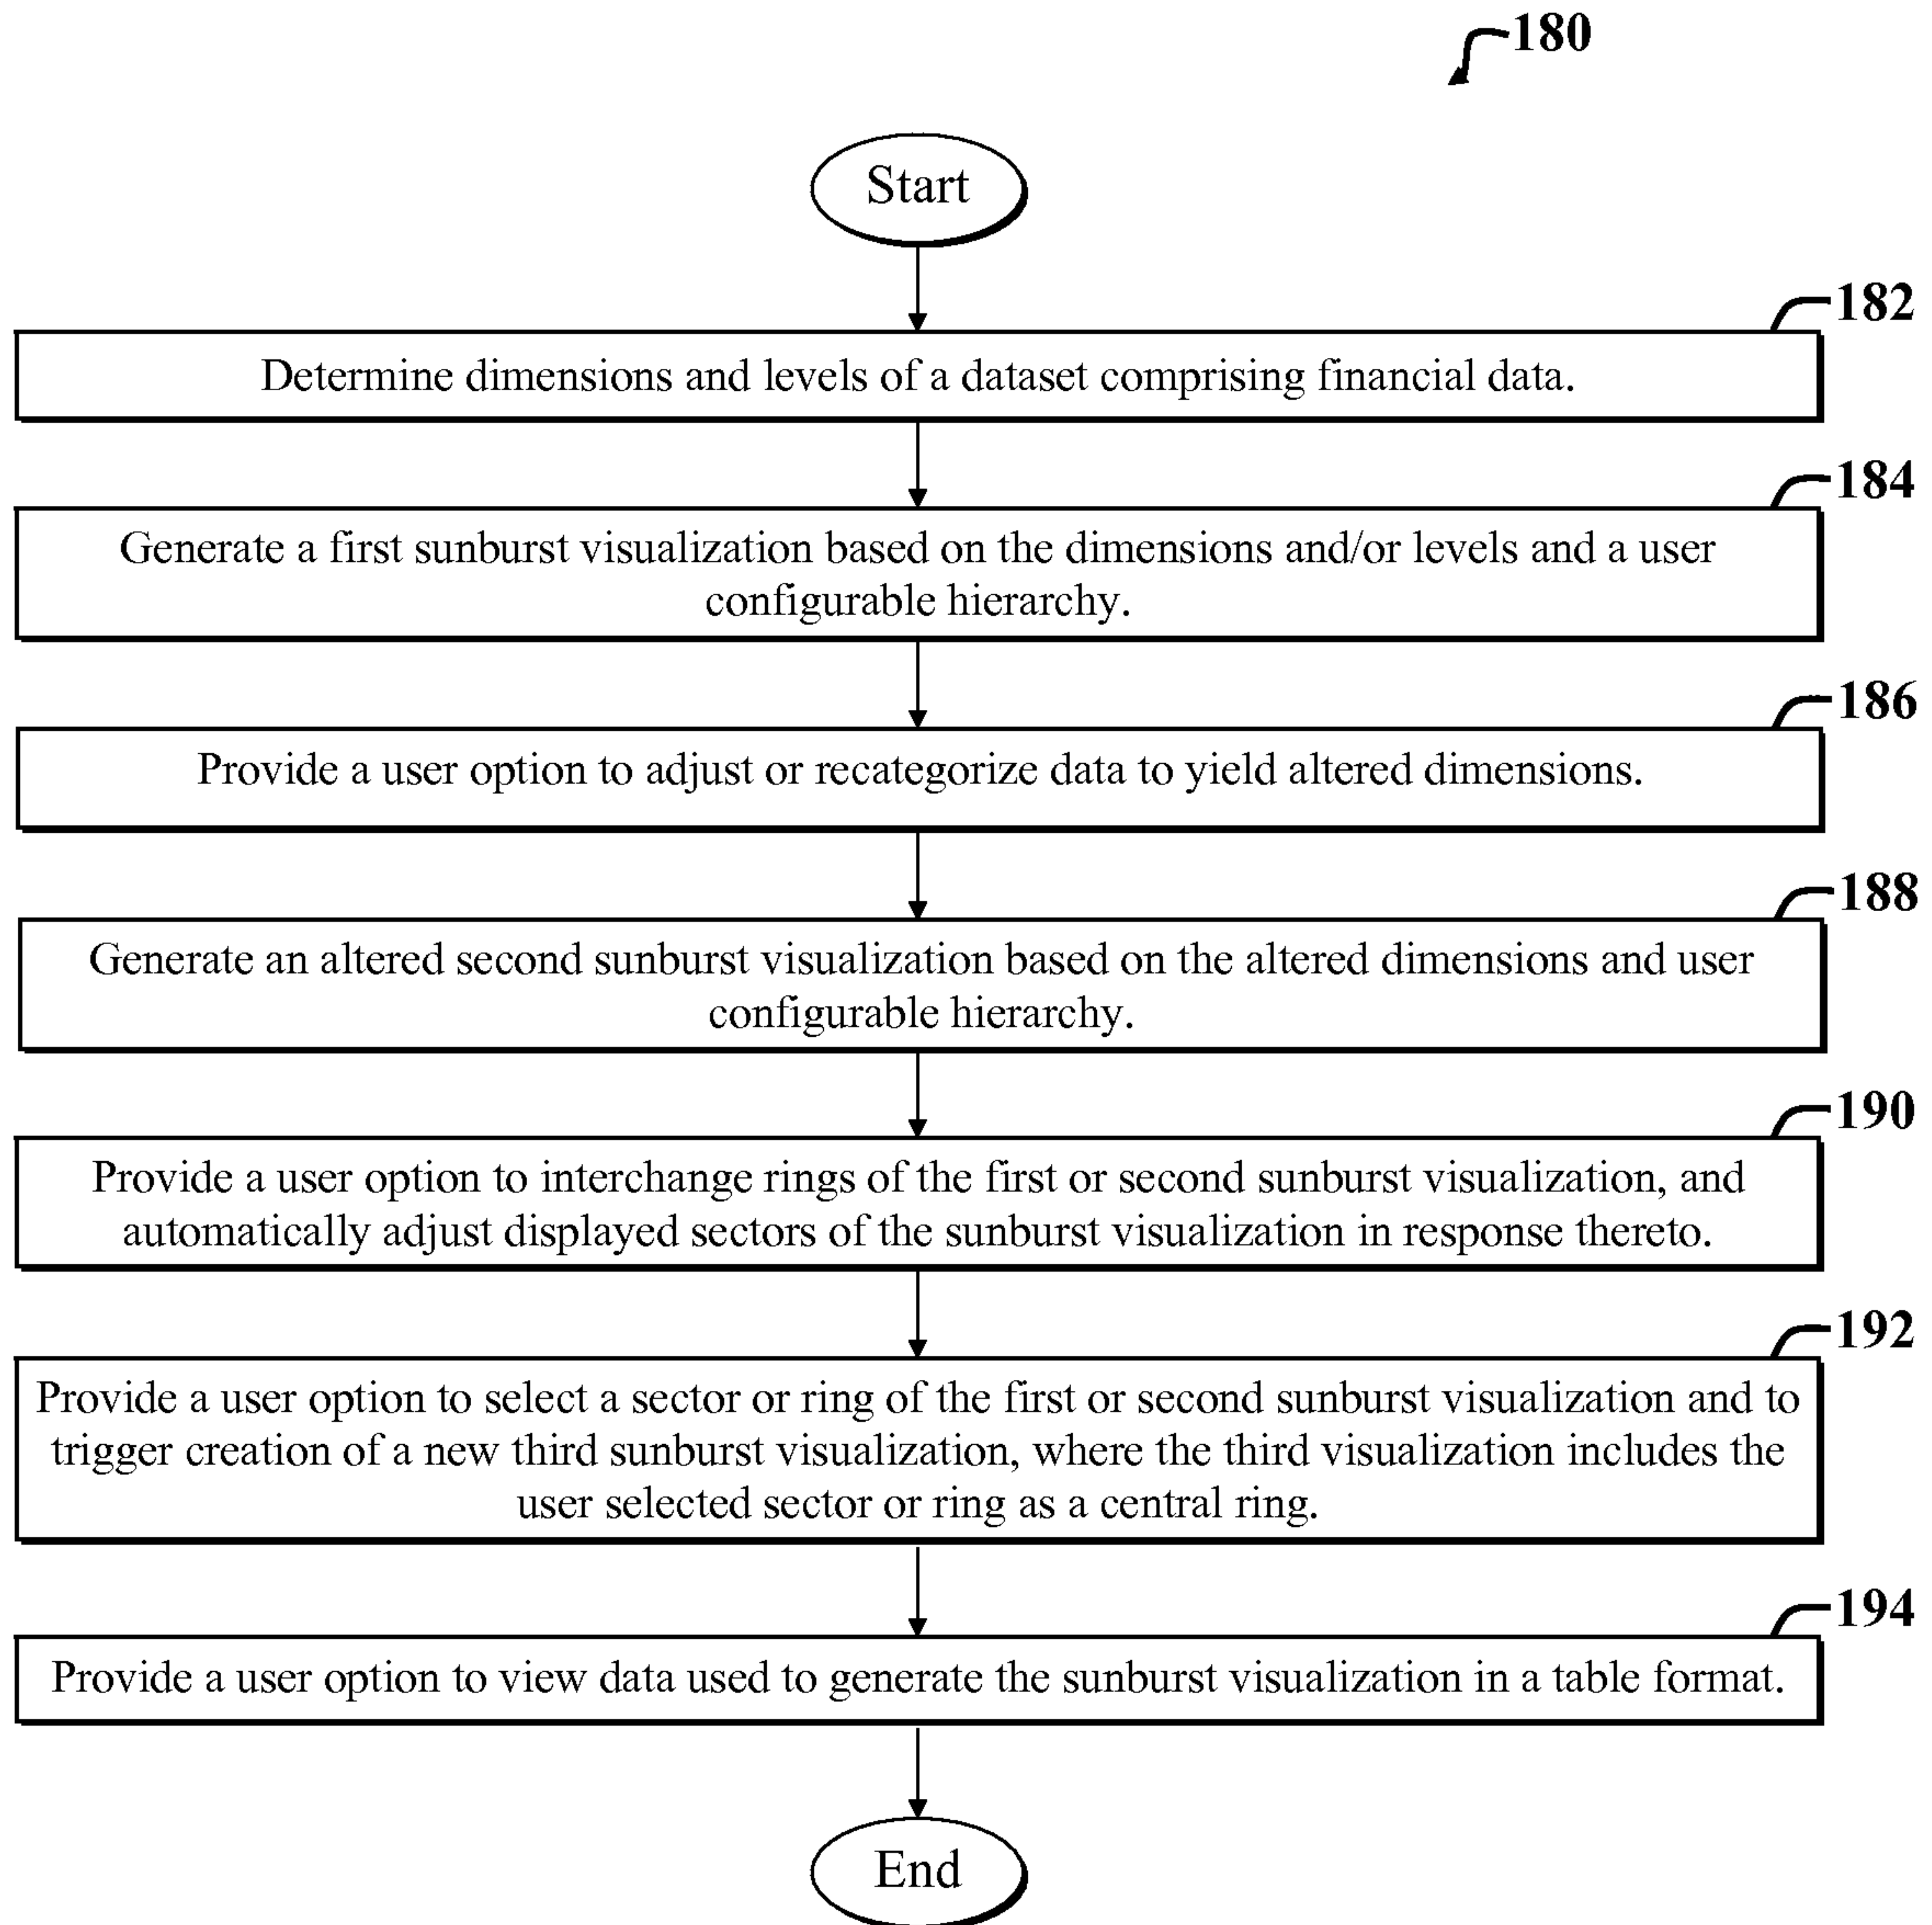 180
Start
182
Determine dimensions and levels of a dataset comprising financial data.
184
Generate a first sunburst visualization based on the dimensions and/or levels and a user
configurable hierarchy.
186
Provide a user option to adjust or recategorize data to yield altered dimensions.
188
Generate an altered second sunburst visualization based on the altered dimensions and user
configurable hierarchy.
190
Provide a user option to interchange rings of the first or second sunburst visualization, and
automatically adjust displayed sectors of the sunburst visualization in response thereto.
192
Provide a user option to select a sector or ring of the first or second sunburst visualization and to
trigger creation of a new third sunburst visualization, where the third visualization includes the
user selected sector or ring as a central ring.
194
Provide a user option to view data used to generate the sunburst visualization in a table format.
End